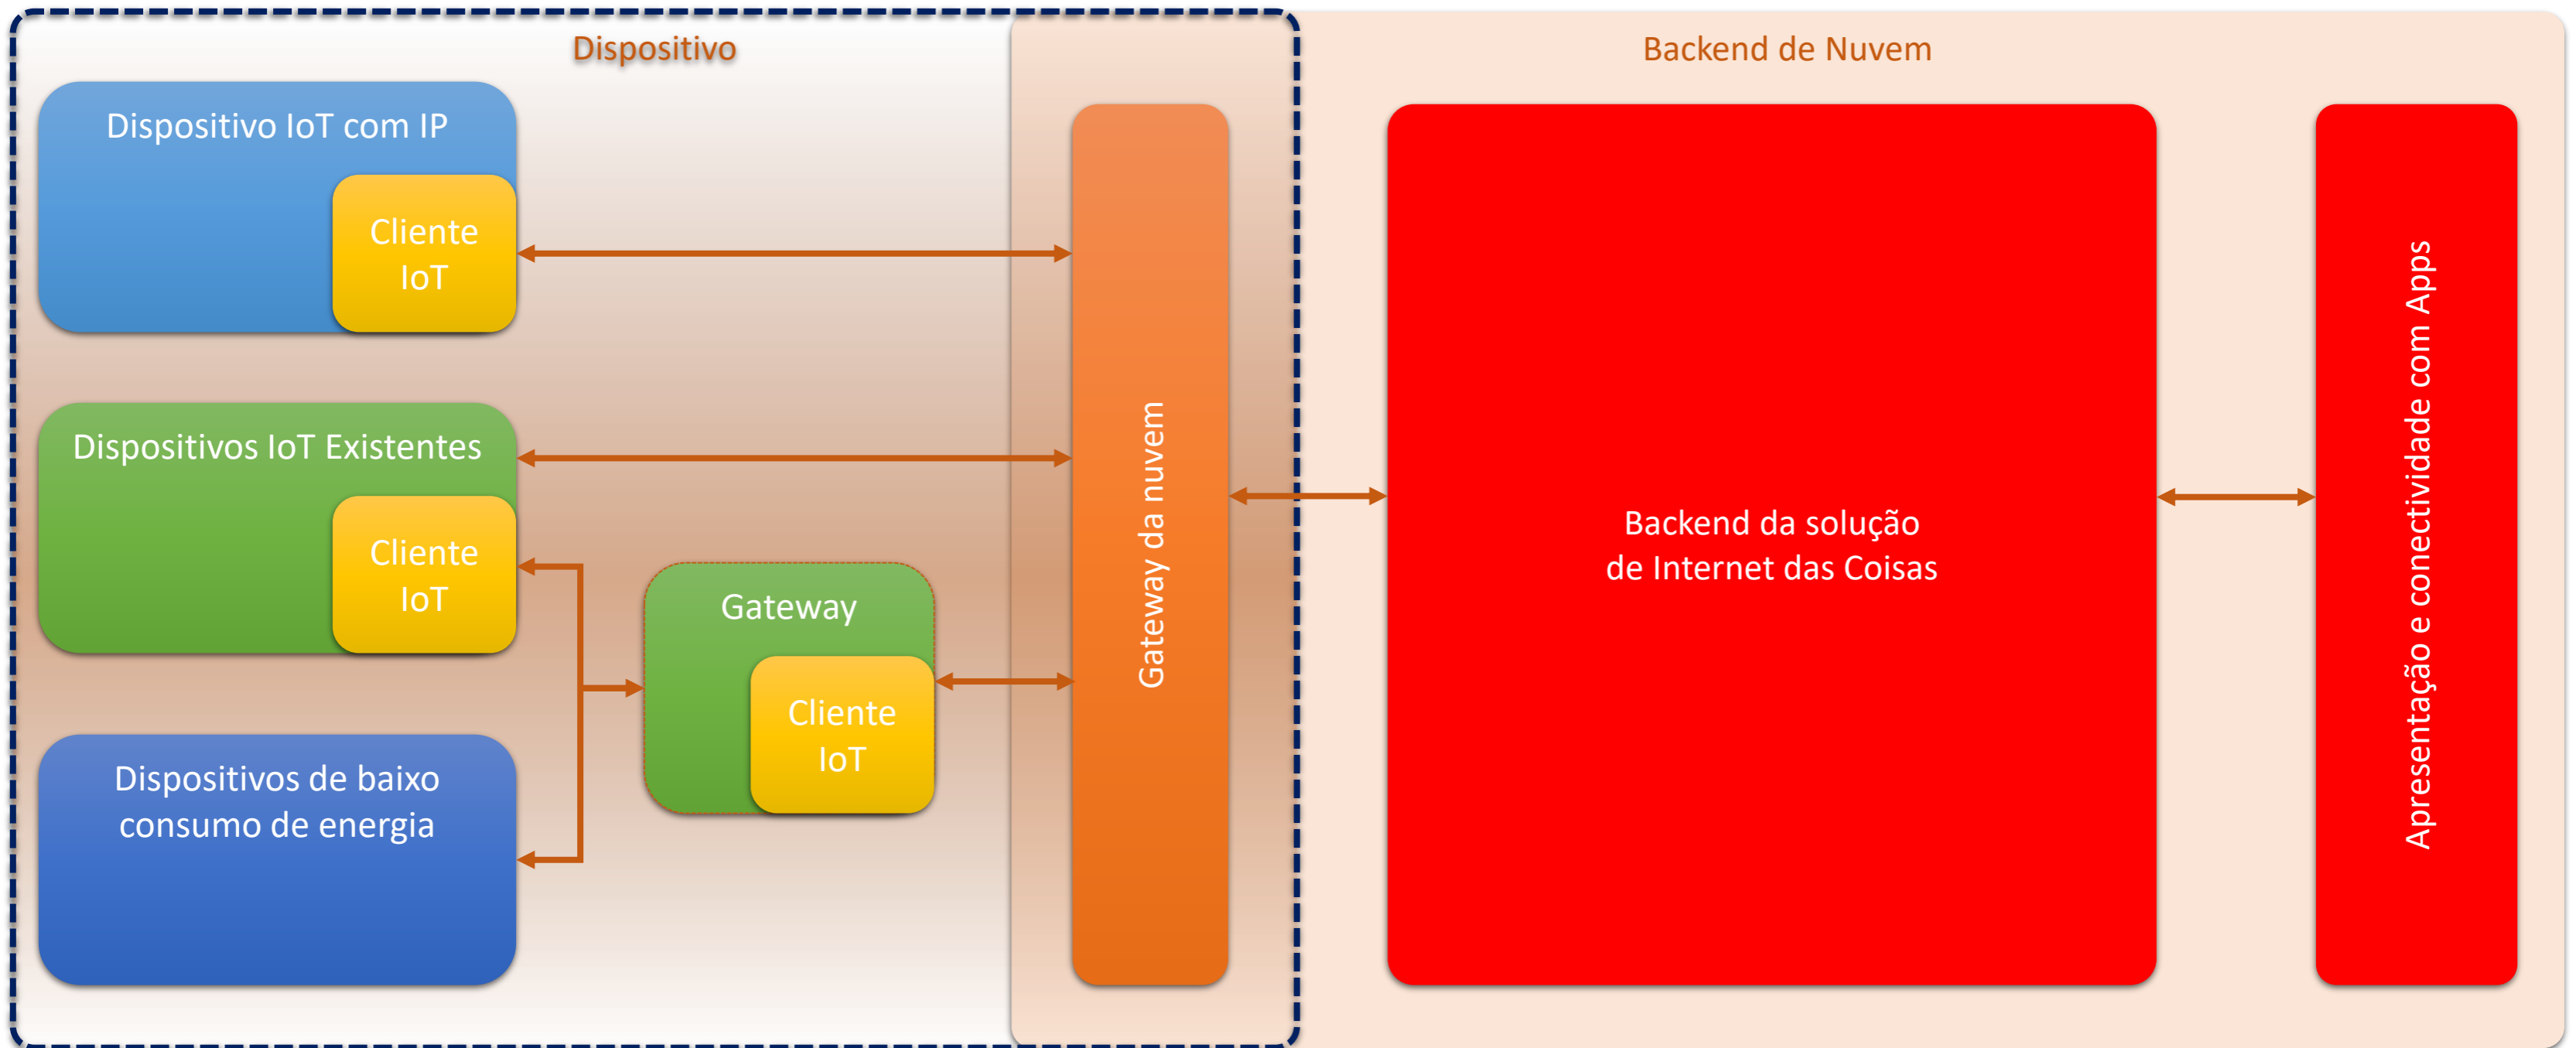 Dispositivo
Backend de Nuvem
Dispositivo IoT com IP
Cliente
IoT
Dispositivos IoT Existentes
Cliente
IoT
Gateway
Cliente
IoT
Dispositivos de baixo
consumo de energia
Gateway da nuvem
Backend da solução
de Internet das Coisas
Apresentação e conectividade com Apps